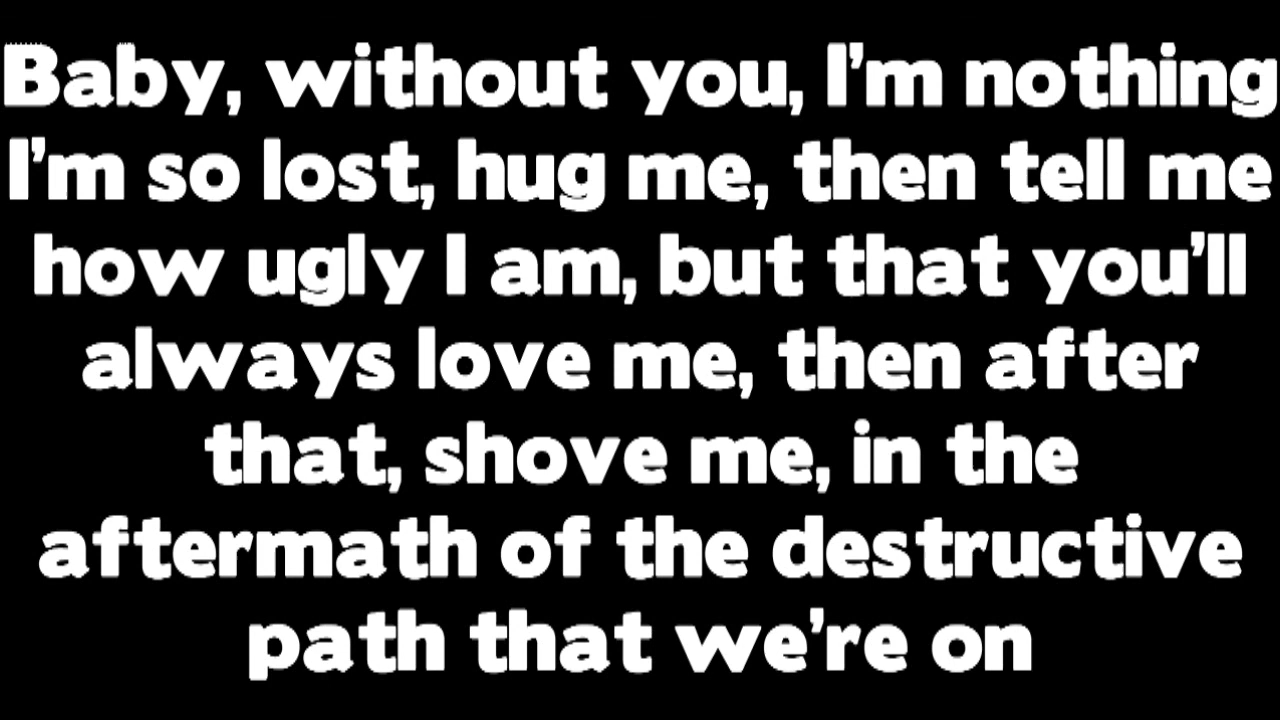 Baby, without you, I'm nothing
I'm so lost, hug me, then tell me
how ugly I am, but that you'll
always love me, then after
that, shove me, in the
aftermath of the destructive
path that we're on